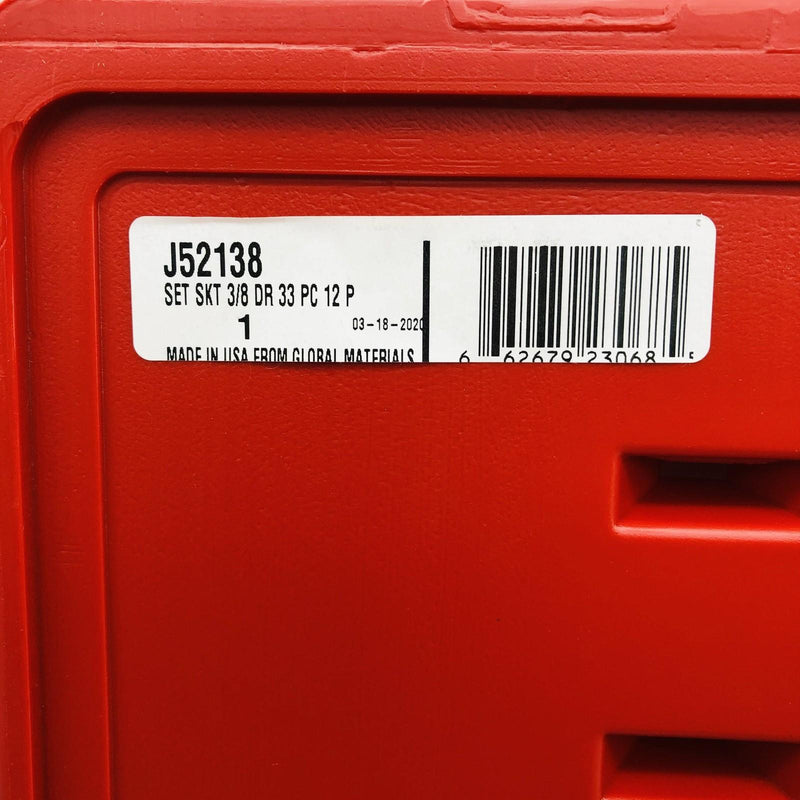 J52138
SET SKT 3/8 DR 33 PC 12 P
1
03-18-2020
MADE IN USA FROM GLOBAL MATERIALS
6 62679 23068 5